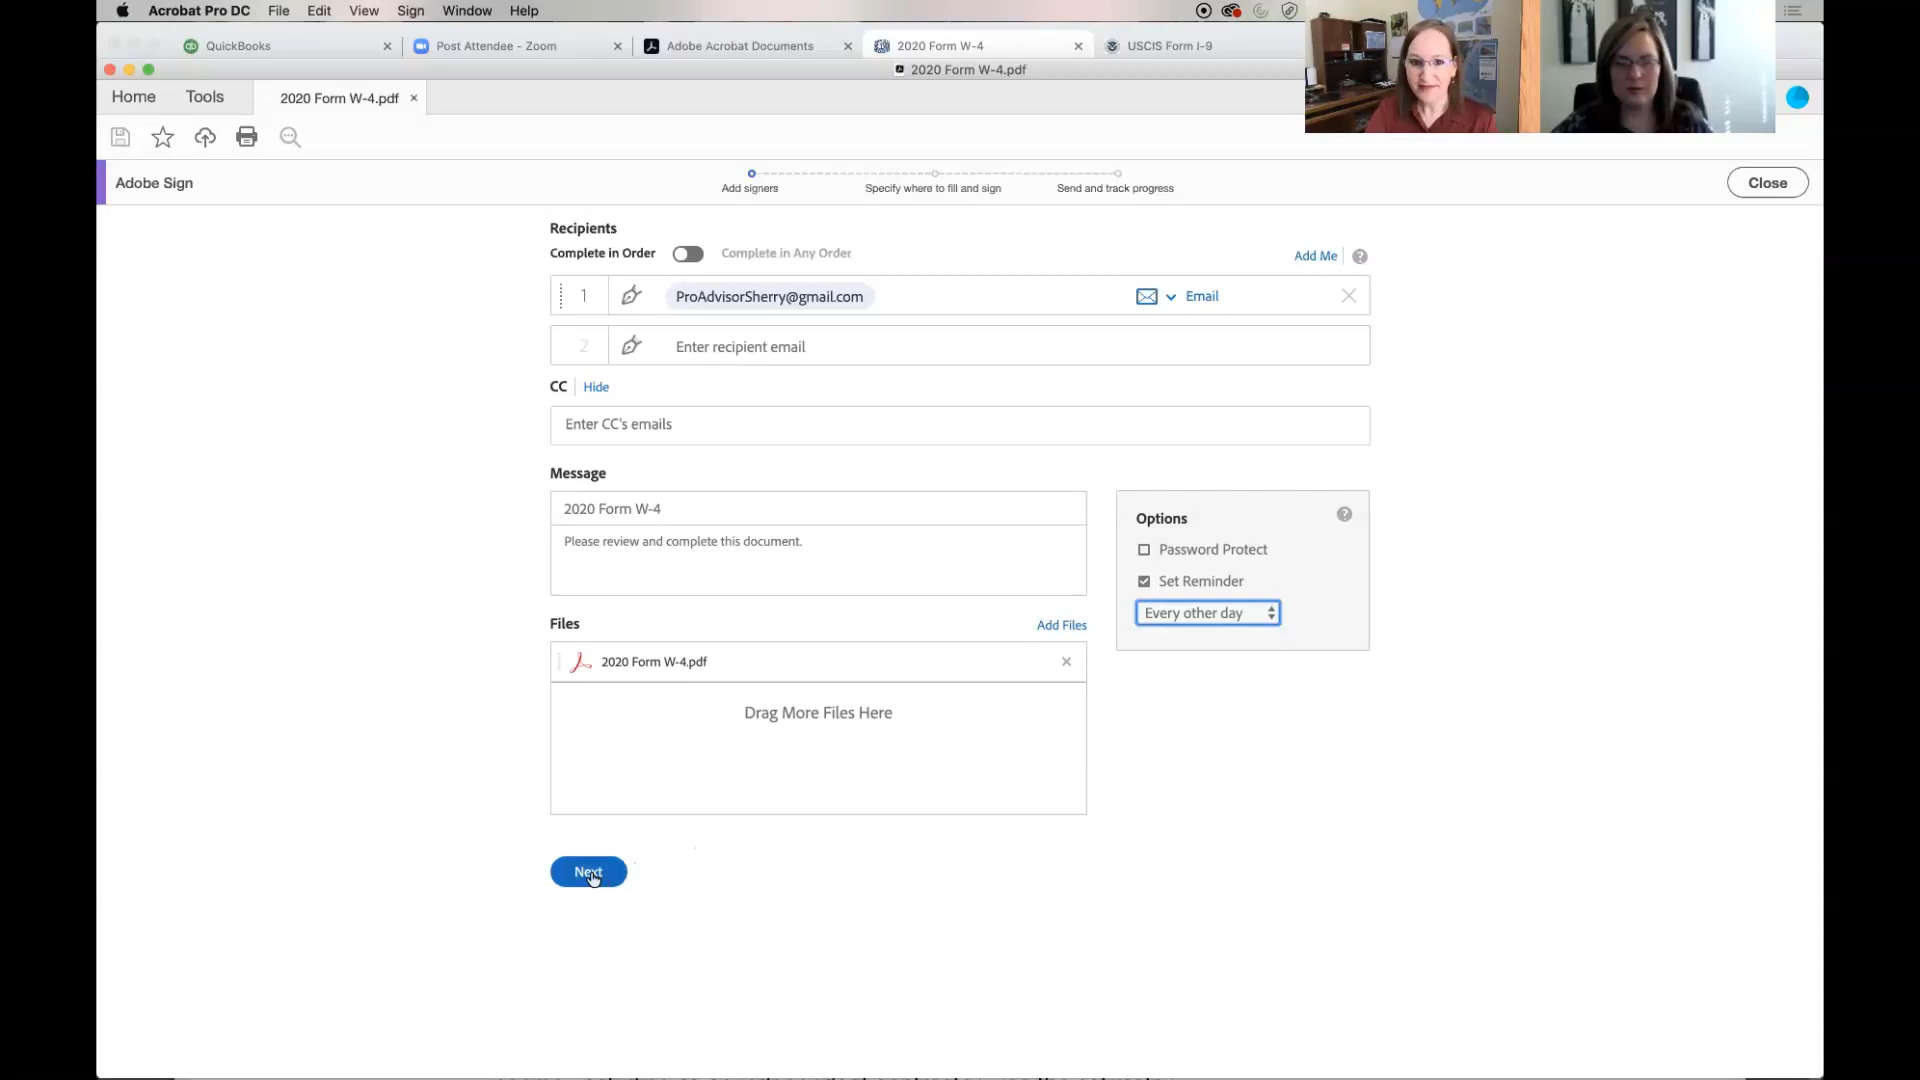 Acrobat Pro DC File Edit View Sign Window Help
QuickBooks Post Attendee - Zoom Adobe Acrobat Documents 2020 Form W-4 USCIS Form I-9
2020 Form W-4.pdf
Home Tools 2020 Form W-4.pdf
Adobe Sign
Add signers Specify where to fill and sign Send and track progress
Close
Recipients
Complete in Order Complete in Any Order
Add Me
1 ProAdvisorSherry@gmail.com Email
2 Enter recipient email
CC Hide
Enter CC's emails
Message
2020 Form W-4
Please review and complete this document.
Options
Password Protect
Set Reminder
Every other day
Files Add Files
2020 Form W-4.pdf
Drag More Files Here
Next